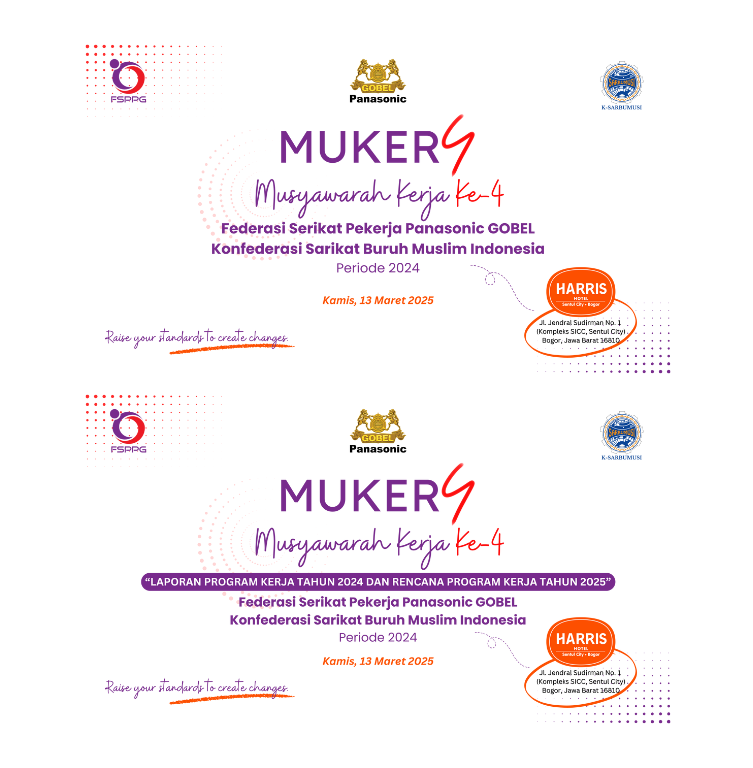 FSPPG
GOBEL
Panasonic
SARBUMUSI
K-SARBUMUSI
MUKER4
Musyawarah Kerja Ke-4
Federasi Serikat Pekerja Panasonic GOBEL
Konfederasi Sarikat Buruh Muslim Indonesia
Periode 2024
Kamis, 13 Maret 2025
HARRIS
HOTEL
Sentul City - Bogor
Jl. Jendral Sudirman No. 1
(Kompleks SICC, Sentul City)
Bogor, Jawa Barat 16810
Raise your standards to create changes.
FSPPG
GOBEL
Panasonic
SARBUMUSI
K-SARBUMUSI
MUKER4
Musyawarah Kerja Ke-4
“LAPORAN PROGRAM KERJA TAHUN 2024 DAN RENCANA PROGRAM KERJA TAHUN 2025”
Federasi Serikat Pekerja Panasonic GOBEL
Konfederasi Sarikat Buruh Muslim Indonesia
Periode 2024
Kamis, 13 Maret 2025
HARRIS
HOTEL
Sentul City - Bogor
Jl. Jendral Sudirman No. 1
(Kompleks SICC, Sentul City)
Bogor, Jawa Barat 16810
Raise your standards to create changes.